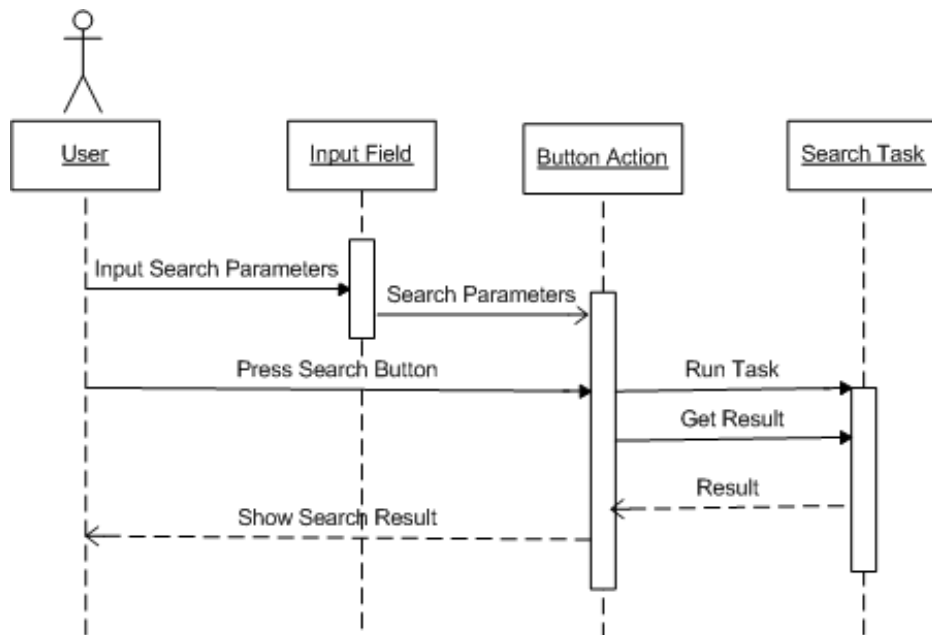 User
Input Field
Button Action
Search Task
Input Search Parameters
Search Parameters
Press Search Button
Run Task
Get Result
Result
Show Search Result